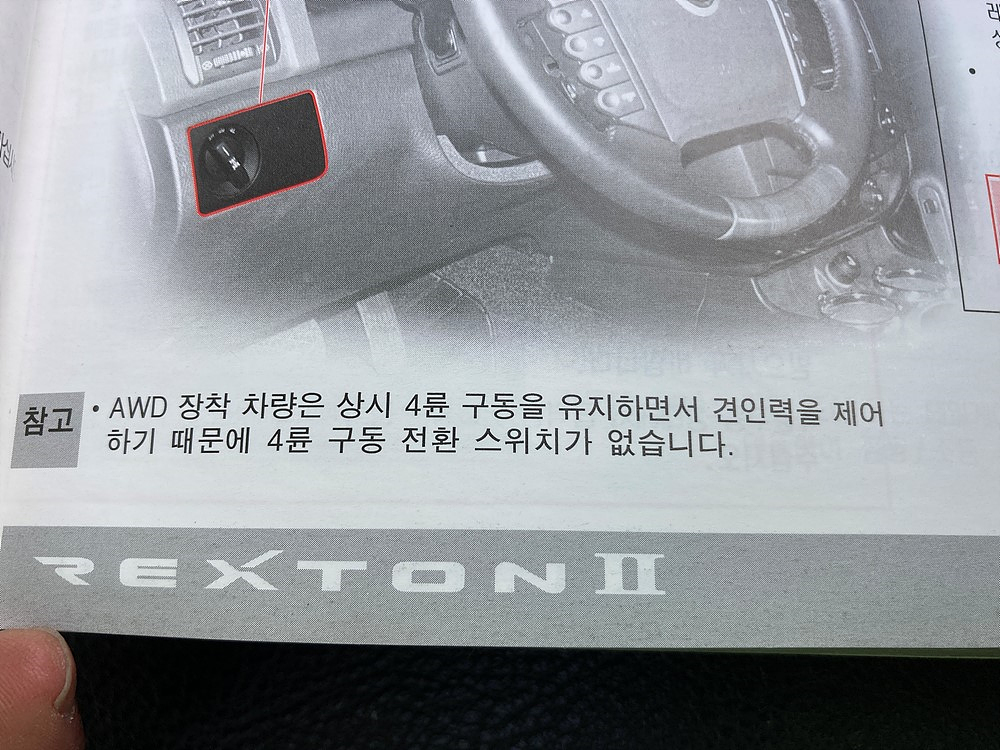 참고
• AWD 장착 차량은 상시 4륜 구동을 유지하면서 견인력을 제어
하기 때문에 4륜 구동 전환 스위치가 없습니다.
REXTON II